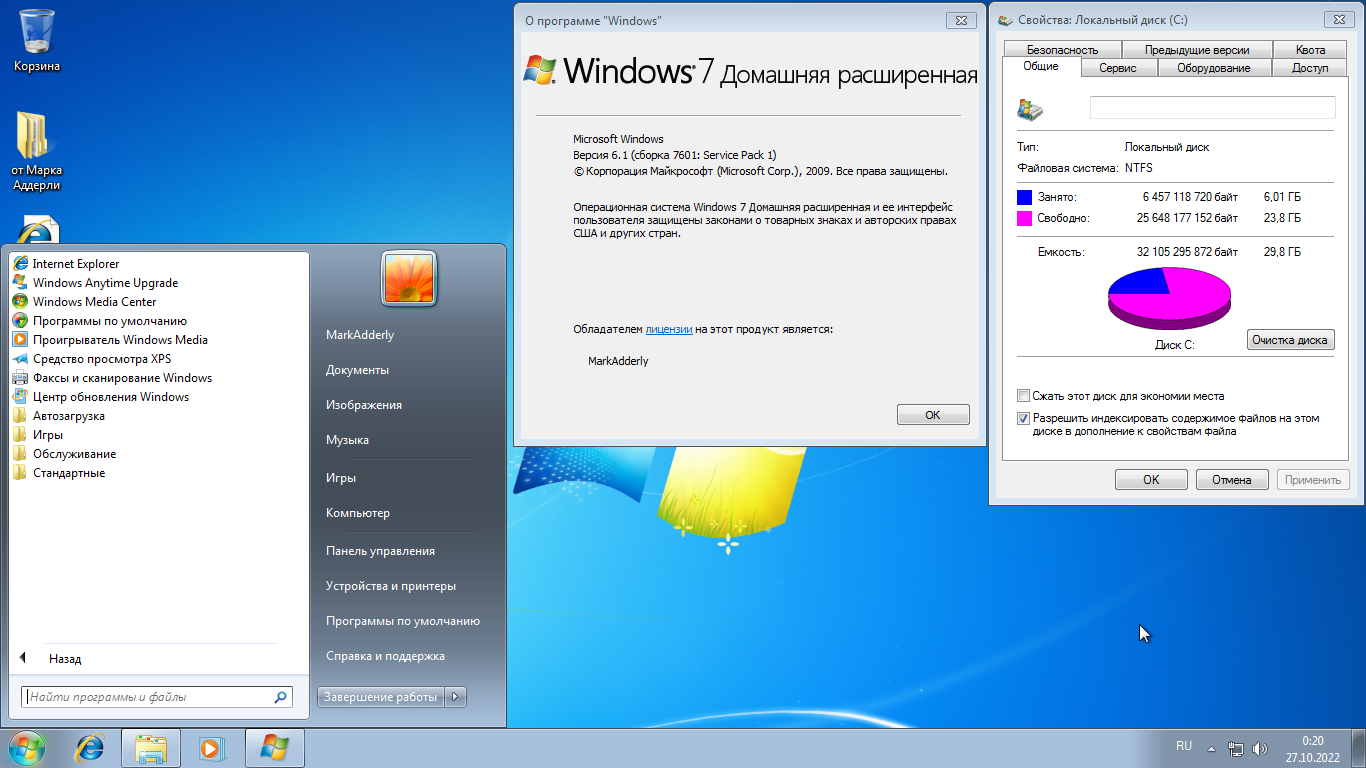 Корзина
от Марка
Аддерли
Internet Explorer
Windows Anytime Upgrade
Windows Media Center
Программы по умолчанию
Проигрыватель Windows Media
Средство просмотра XPS
Факсы и сканирование Windows
Центр обновления Windows
Автозагрузка
Игры
Обслуживание
Стандартные
Назад
Найти программы и файлы
MarkAdderly
Документы
Изображения
Музыка
Игры
Компьютер
Панель управления
Устройства и принтеры
Программы по умолчанию
Справка и поддержка
Завершение работы
О программе "Windows"
Windows 7 Домашняя расширенная
Microsoft Windows
Версия 6.1 (сборка 7601: Service Pack 1)
© Корпорация Майкрософт (Microsoft Corp.), 2009. Все права защищены.
Операционная система Windows 7 Домашняя расширенная и ее интерфейс
пользователя защищены законами о товарных знаках и авторских правах
США и других стран.
Обладателем лицензии на этот продукт является:
MarkAdderly
ОК
Свойства: Локальный диск (C:)
Безопасность Предыдущие версии Квота
Общие Сервис Оборудование Доступ
Тип: Локальный диск
Файловая система: NTFS
Занято: 6 457 118 720 байт 6,01 ГБ
Свободно: 25 648 177 152 байт 23,8 ГБ
Емкость: 32 105 295 872 байт 29,8 ГБ
Диск C:
Очистка диска
Сжать этот диск для экономии места
Разрешить индексировать содержимое файлов на этом
диске в дополнение к свойствам файла
ОК Отмена Применить
RU
0:20
27.10.2022